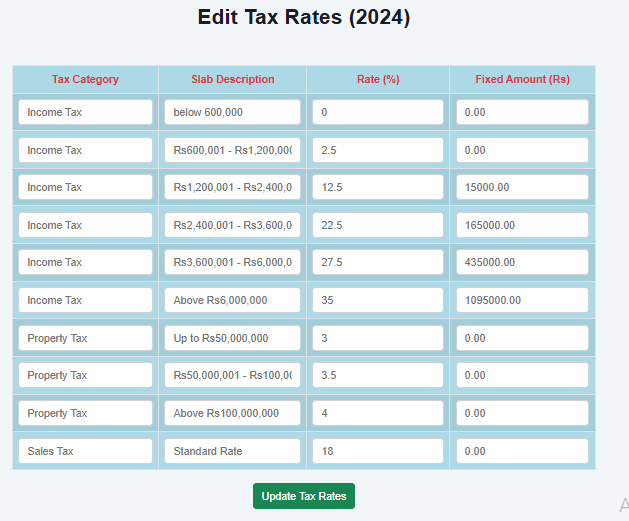 Edit Tax Rates (2024)
Tax Category Slab Description Rate (%) Fixed Amount (Rs)
Income Tax below 600,000 0 0.00
Income Tax Rs600,001 - Rs1,200,00 2.5 0.00
Income Tax Rs1,200,001 - Rs2,400,0 12.5 15000.00
Income Tax Rs2,400,001 - Rs3,600,0 22.5 165000.00
Income Tax Rs3,600,001 - Rs6,000,0 27.5 435000.00
Income Tax Above Rs6,000,000 35 1095000.00
Property Tax Up to Rs50,000,000 3 0.00
Property Tax Rs50,000,001 - Rs100,0 3.5 0.00
Property Tax Above Rs100,000,000 4 0.00
Sales Tax Standard Rate 18 0.00
Update Tax Rates
A